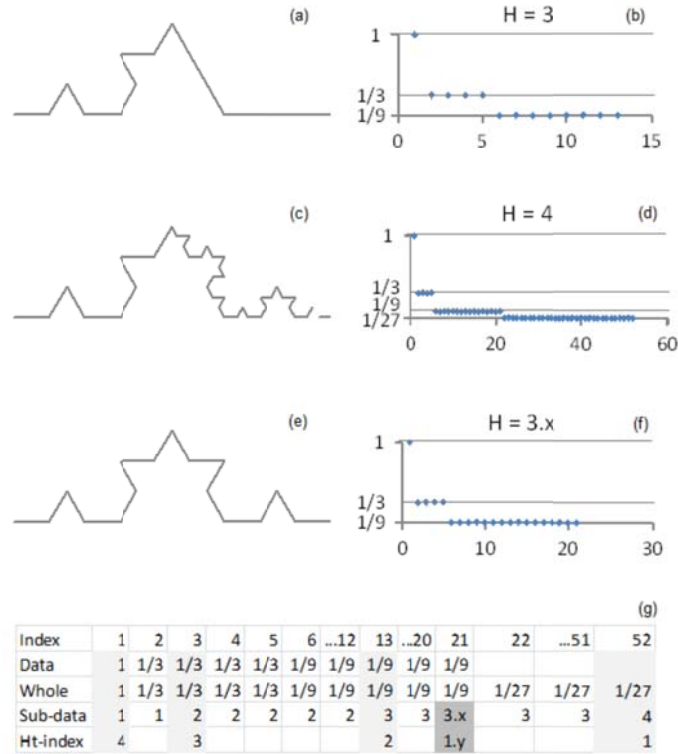 (a)
H = 3 (b)
1
1/3
1/9
0 5 10 15
(c)
H = 4 (d)
1
1/3
1/9
1/27
0 20 40 60
(e)
H = 3.x (f)
1
1/3
1/9
0 10 20 30
(g)
Index 1 2 3 4 5 6 ...12 13 ...20 21 22 ...51 52
Data 1 1/3 1/3 1/3 1/3 1/9 1/9 1/9 1/9 1/9
Whole 1 1/3 1/3 1/3 1/3 1/9 1/9 1/9 1/9 1/9 1/27 1/27 1/27
Sub-data 1 1 2 2 2 2 2 3 3 3.x 3 3 4
Ht-index 4 3 2 1.y 1